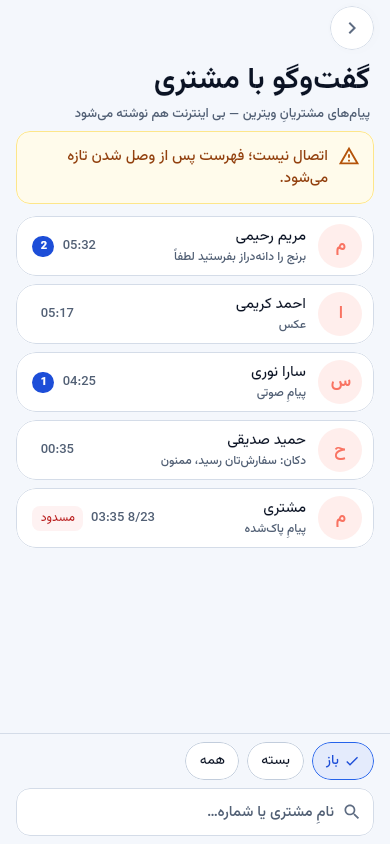 گفت‌وگو با مشتری
پیام‌های مشتریانِ ویترین — بی اینترنت هم نوشته می‌شود
اتصال نیست؛ فهرست پس از وصل شدن تازه
می‌شود.
م
مریم رحیمی
برنج را دانه‌دراز بفرستید لطفاً
05:32
2
ا
احمد کریمی
عکس
05:17
س
سارا نوری
پیامِ صوتی
04:25
1
ح
حمید صدیقی
دکان: سفارش‌تان رسید، ممنون
00:35
م
مشتری
پیامِ پاک‌شده
03:35 8/23
مسدود
باز
بسته
همه
نامِ مشتری یا شماره…